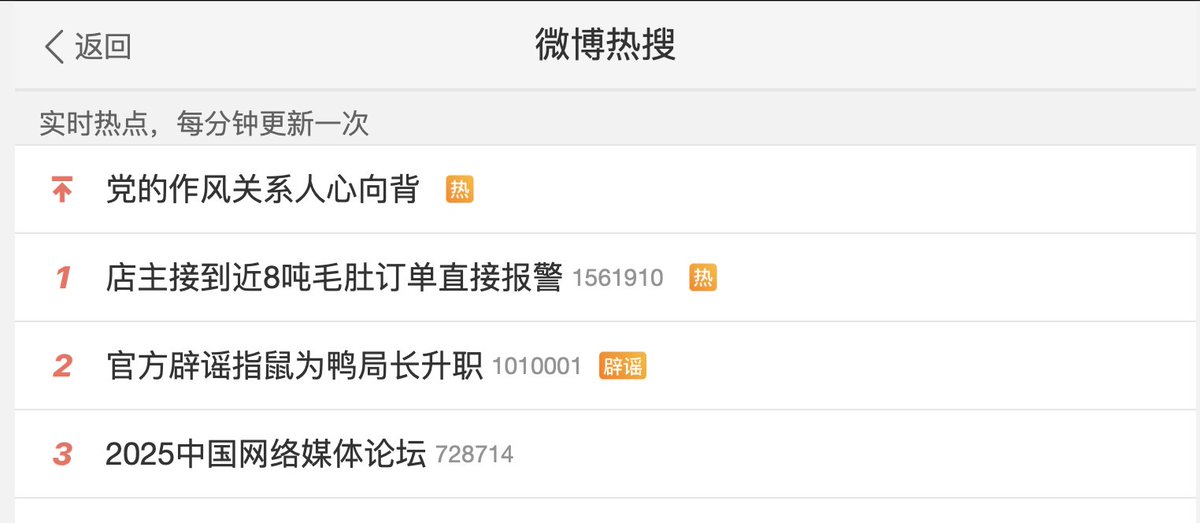 返回
微博热搜
实时热点，每分钟更新一次
党的作风关系人心向背 热
1 店主接到近8吨毛肚订单直接报警 1561910 热
2 官方辟谣指鼠为鸭局长升职 1010001 辟谣
3 2025中国网络媒体论坛 728714